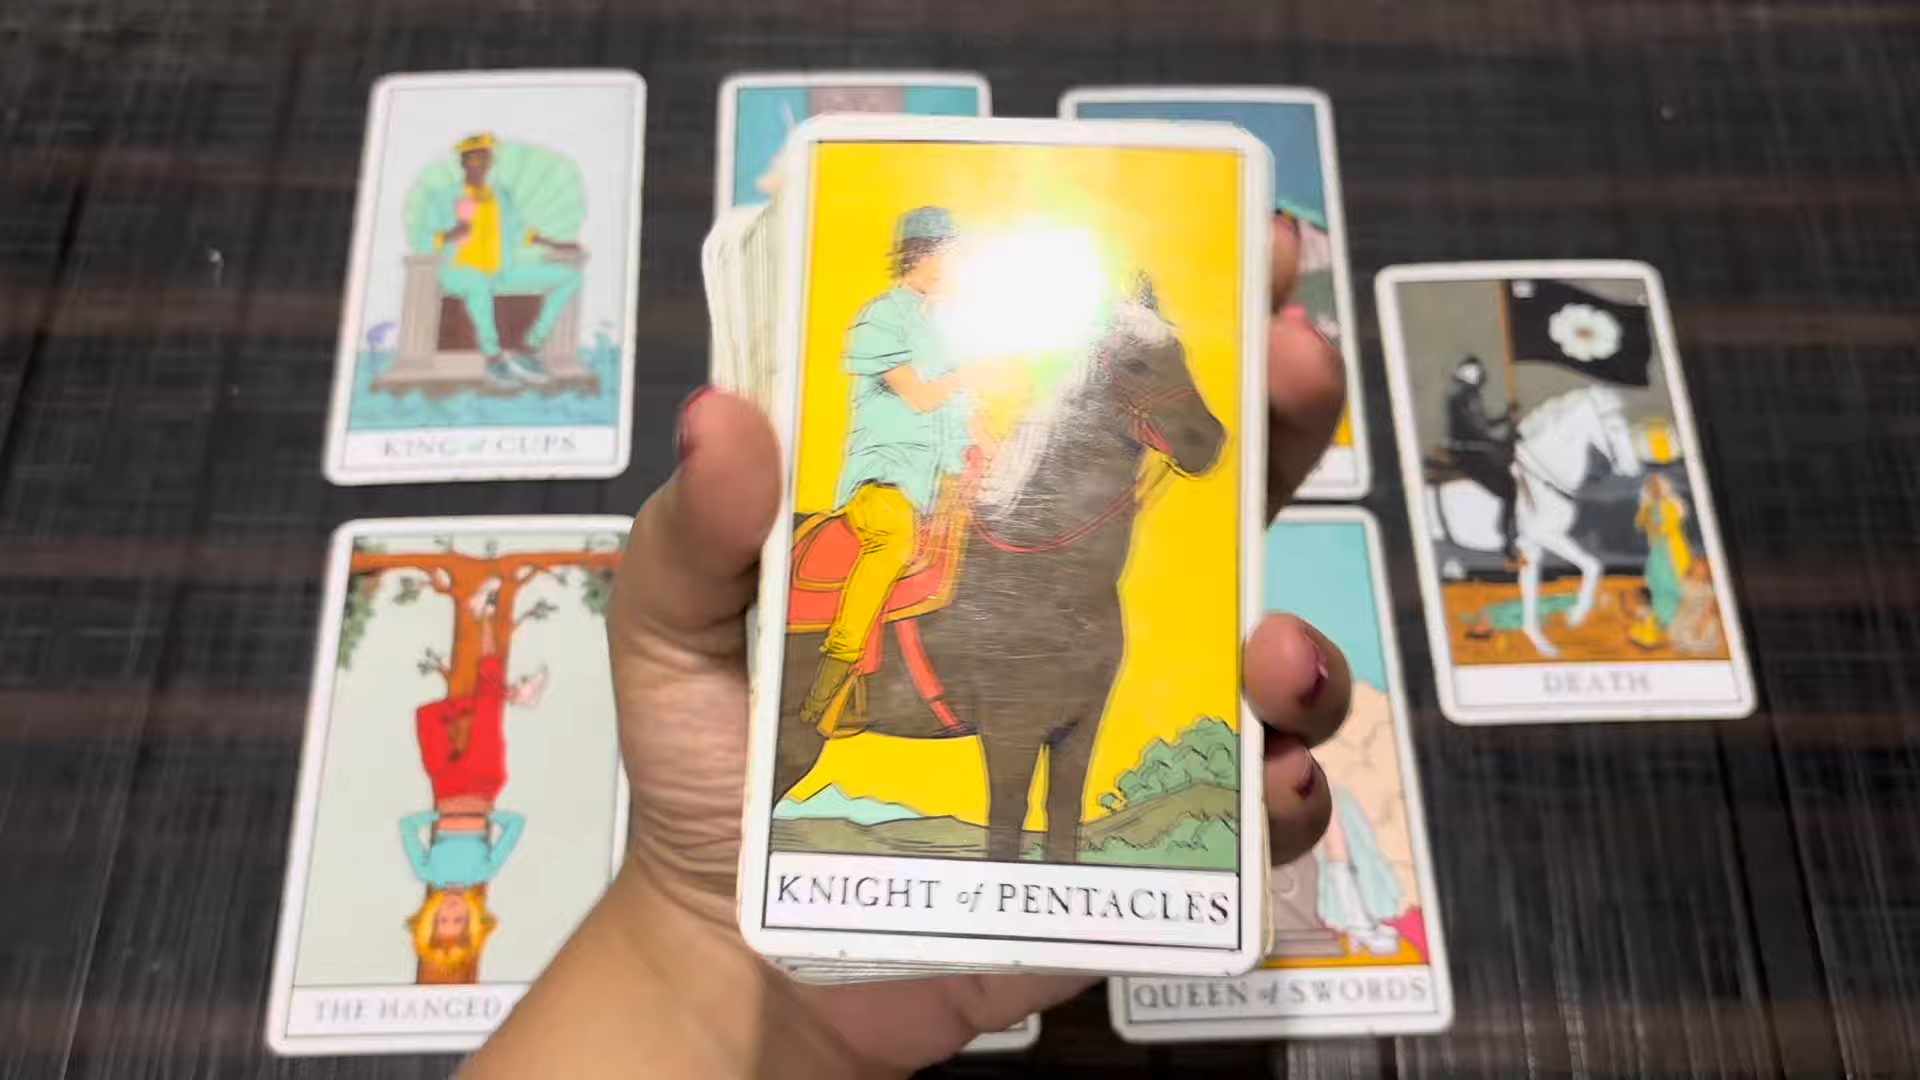 KING of CUPS
KNIGHT of PENTACLES
DEATH
THE HANGED
QUEEN of SWORDS